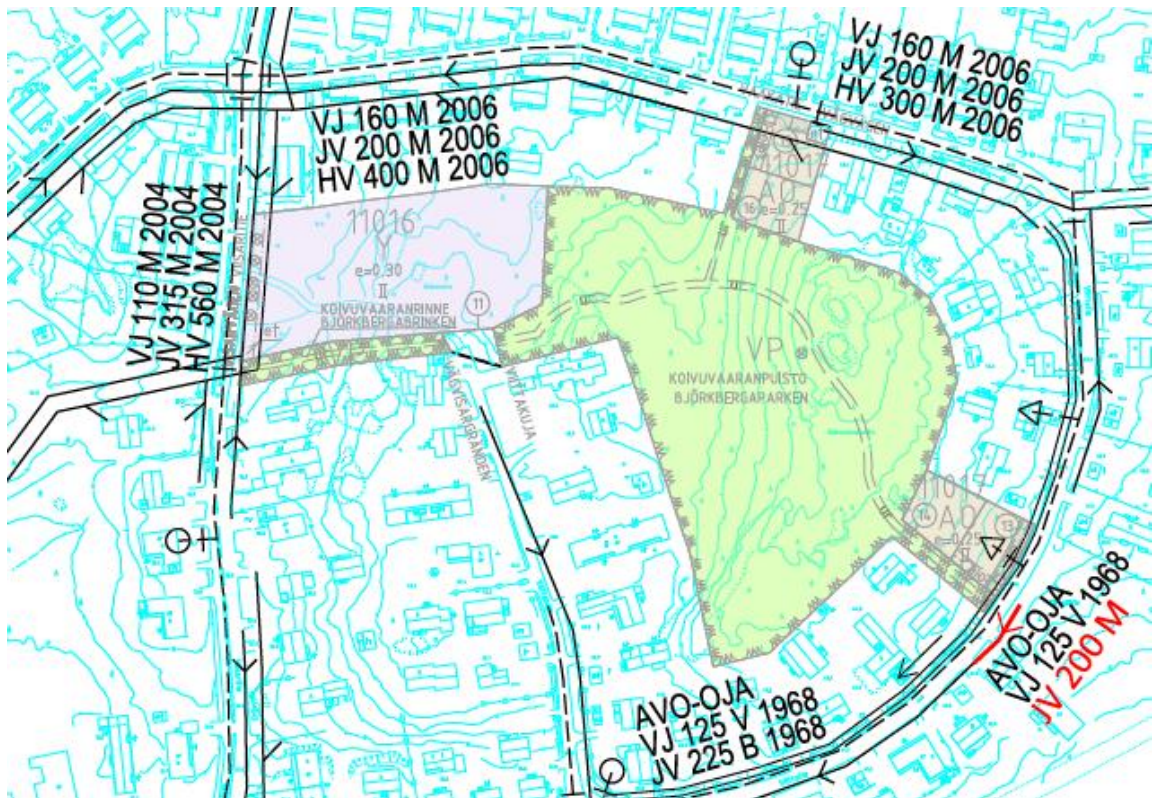 VJ 160 M 2006
JV 200 M 2006
HV 300 M 2006
VJ 160 M 2006
JV 200 M 2006
HV 400 M 2006
VJ 110 M 2004
JV 315 M 2004
HV 560 M 2004
11016
Y
e=0.30
II
KOIVUVAARANRINNE
BJÖRKBERGABRINKEN
11
AO
16
e=0.25
II
VP
KOIVUVAARANPUISTO
BJÖRKBERGAPARKEN
VIITTAKUJA
VÄGVISARGRÄNDEN
11017
14
AO
13
e=0.25
II
AVO-OJA
VJ 125 V 1968
JV 200 M
AVO-OJA
VJ 125 V 1968
JV 225 B 1968